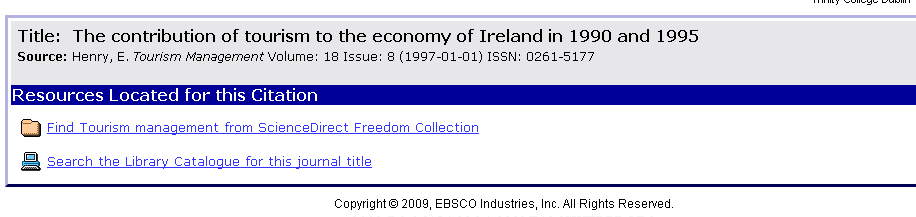 Trinity College Dublin
Title: The contribution of tourism to the economy of Ireland in 1990 and 1995
Source: Henry, E. Tourism Management Volume: 18 Issue: 8 (1997-01-01) ISSN: 0261-5177
Resources Located for this Citation
Find Tourism management from ScienceDirect Freedom Collection
Search the Library Catalogue for this journal title
Copyright © 2009, EBSCO Industries, Inc. All Rights Reserved.